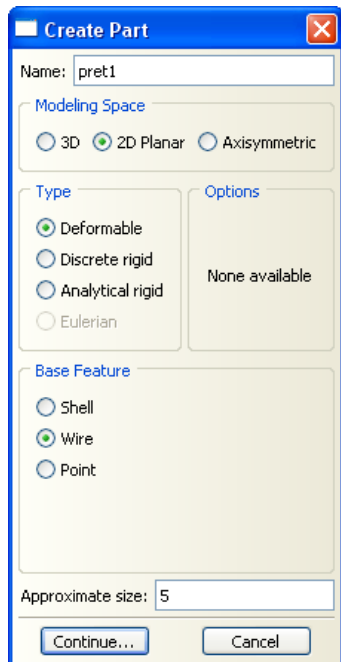 Create Part
Name: pret1
Modeling Space
3D 2D Planar Axisymmetric
Type
Deformable
Discrete rigid
Analytical rigid
Eulerian
Options
None available
Base Feature
Shell
Wire
Point
Approximate size: 5
Continue... Cancel